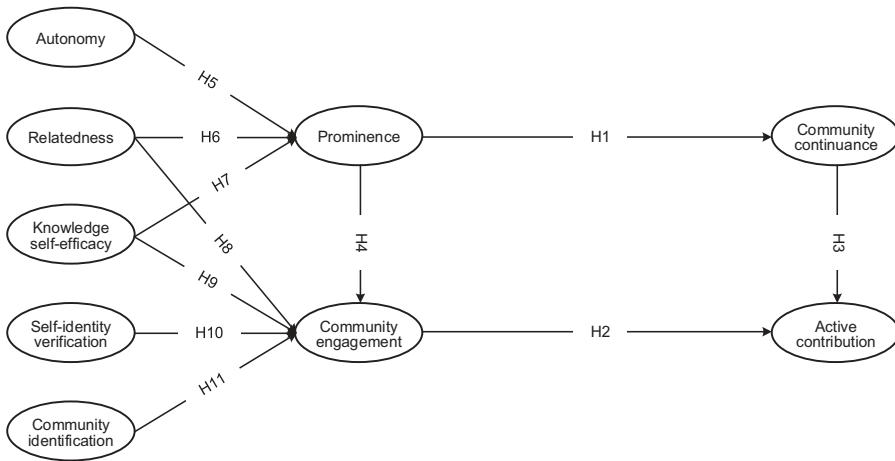 Autonomy
H5
Relatedness
H6
Prominence
H1
Community
continuance
H7
Knowledge
self-efficacy
H8
H4
H3
H9
Self-identity
verification
H10
Community
engagement
H2
Active
contribution
H11
Community
identification